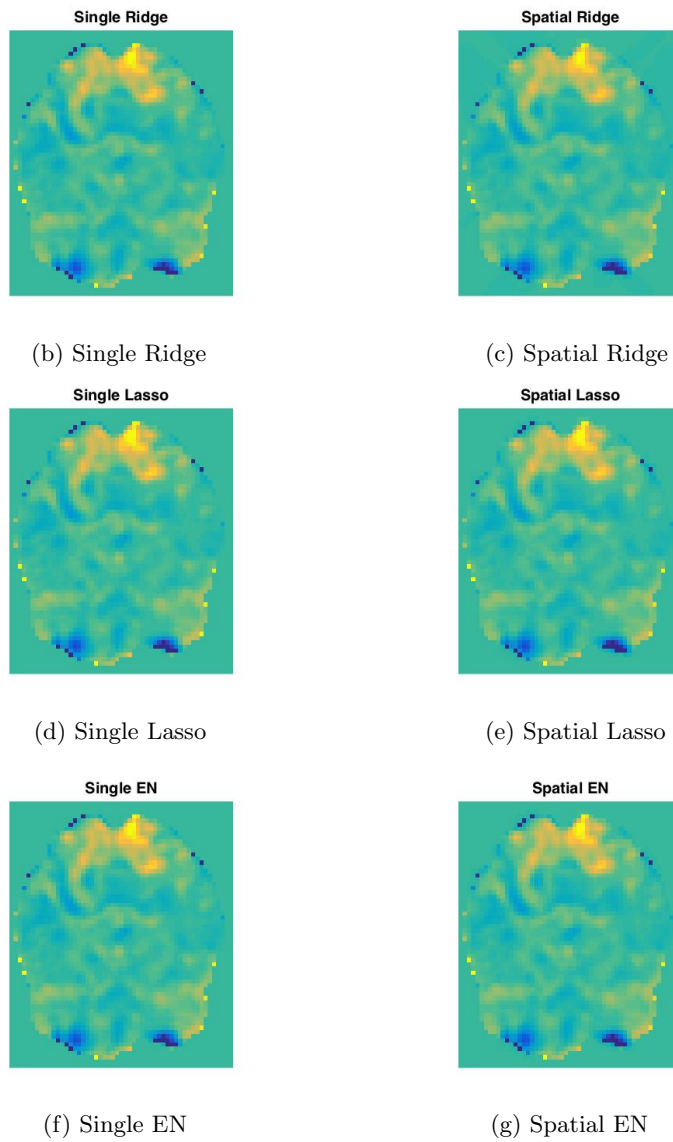 Single Ridge
Spatial Ridge
(b) Single Ridge
(c) Spatial Ridge
Single Lasso
Spatial Lasso
(d) Single Lasso
(e) Spatial Lasso
Single EN
Spatial EN
(f) Single EN
(g) Spatial EN